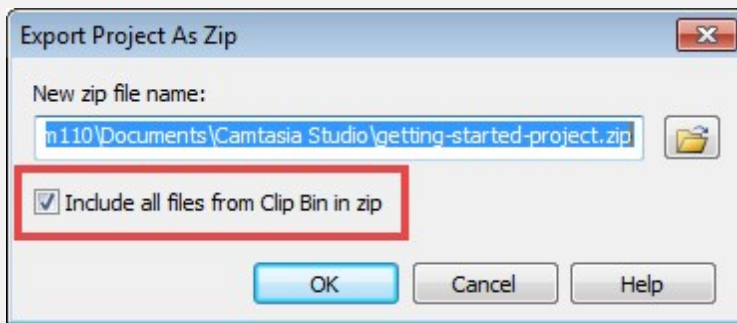 Export Project As Zip
New zip file name:
m110\Documents\Camtasia Studio\getting-started-project.zip
Include all files from Clip Bin in zip
OK Cancel Help